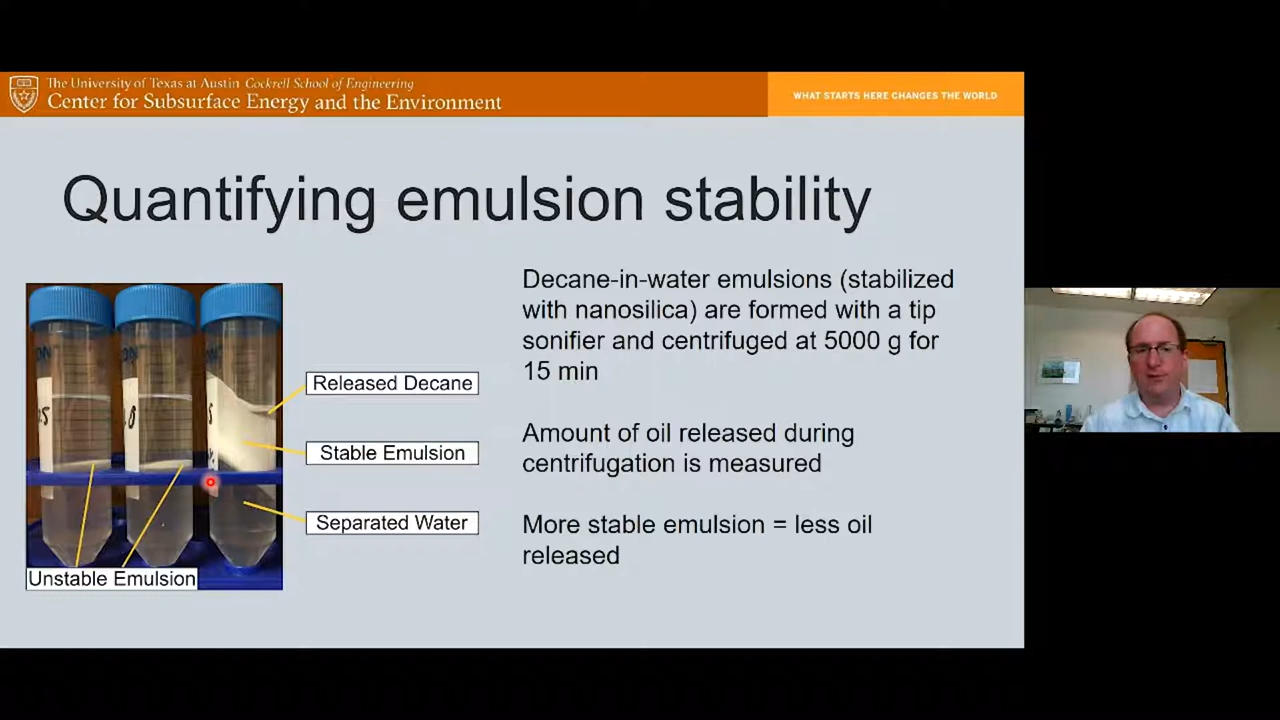 The University of Texas at Austin Cockrell School of Engineering
Center for Subsurface Energy and the Environment
WHAT STARTS HERE CHANGES THE WORLD
Quantifying emulsion stability
Decane-in-water emulsions (stabilized
with nanosilica) are formed with a tip
sonifier and centrifuged at 5000 g for
15 min
Amount of oil released during
centrifugation is measured
More stable emulsion = less oil
released
Released Decane
Stable Emulsion
Separated Water
Unstable Emulsion